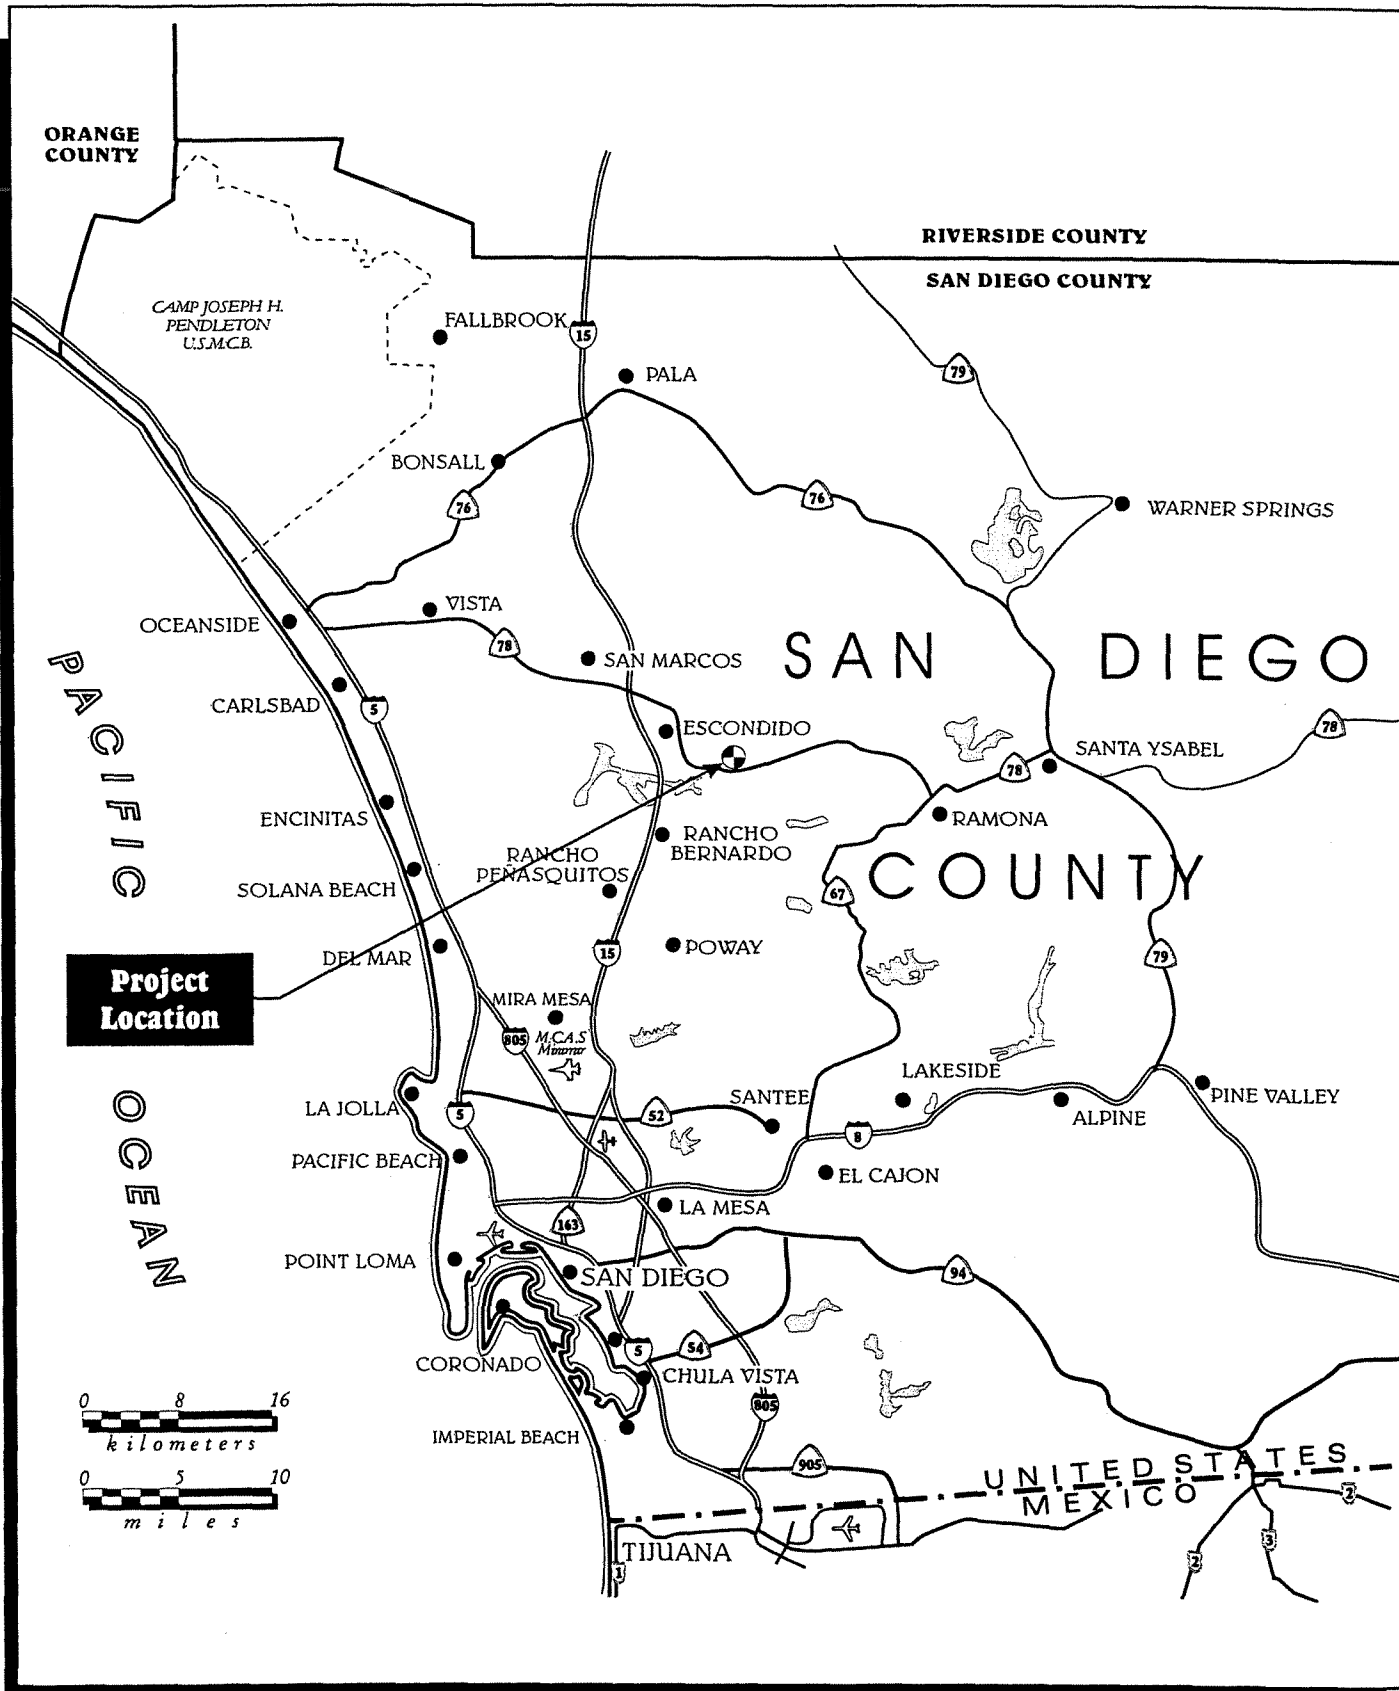 ORANGE
COUNTY
RIVERSIDE COUNTY
SAN DIEGO COUNTY
CAMP JOSEPH H.
PENDLETON
U.S.M.C.B.
FALLBROOK
15
PALA
79
BONSALL
76
76
WARNER SPRINGS
VISTA
OCEANSIDE
78
SAN MARCOS
SAN DIEGO
COUNTY
CARLSBAD
5
ESCONDIDO
78
SANTA YSABEL
78
ENCINITAS
RAMONA
RANCHO
BERNARDO
RANCHO
PEÑASQUITOS
SOLANA BEACH
67
PACIFIC
OCEAN
DEL MAR
15
POWAY
79
Project
Location
MIRA MESA
805
M.C.A.S
Miramar
LA JOLLA
5
52
SANTEE
LAKESIDE
ALPINE
PINE VALLEY
8
PACIFIC BEACH
EL CAJON
LA MESA
163
POINT LOMA
SAN DIEGO
94
CORONADO
5
54
CHULA VISTA
805
IMPERIAL BEACH
905
0 8 16
kilometers
0 5 10
miles
UNITED STATES
MEXICO
2
3
2
TIJUANA
1